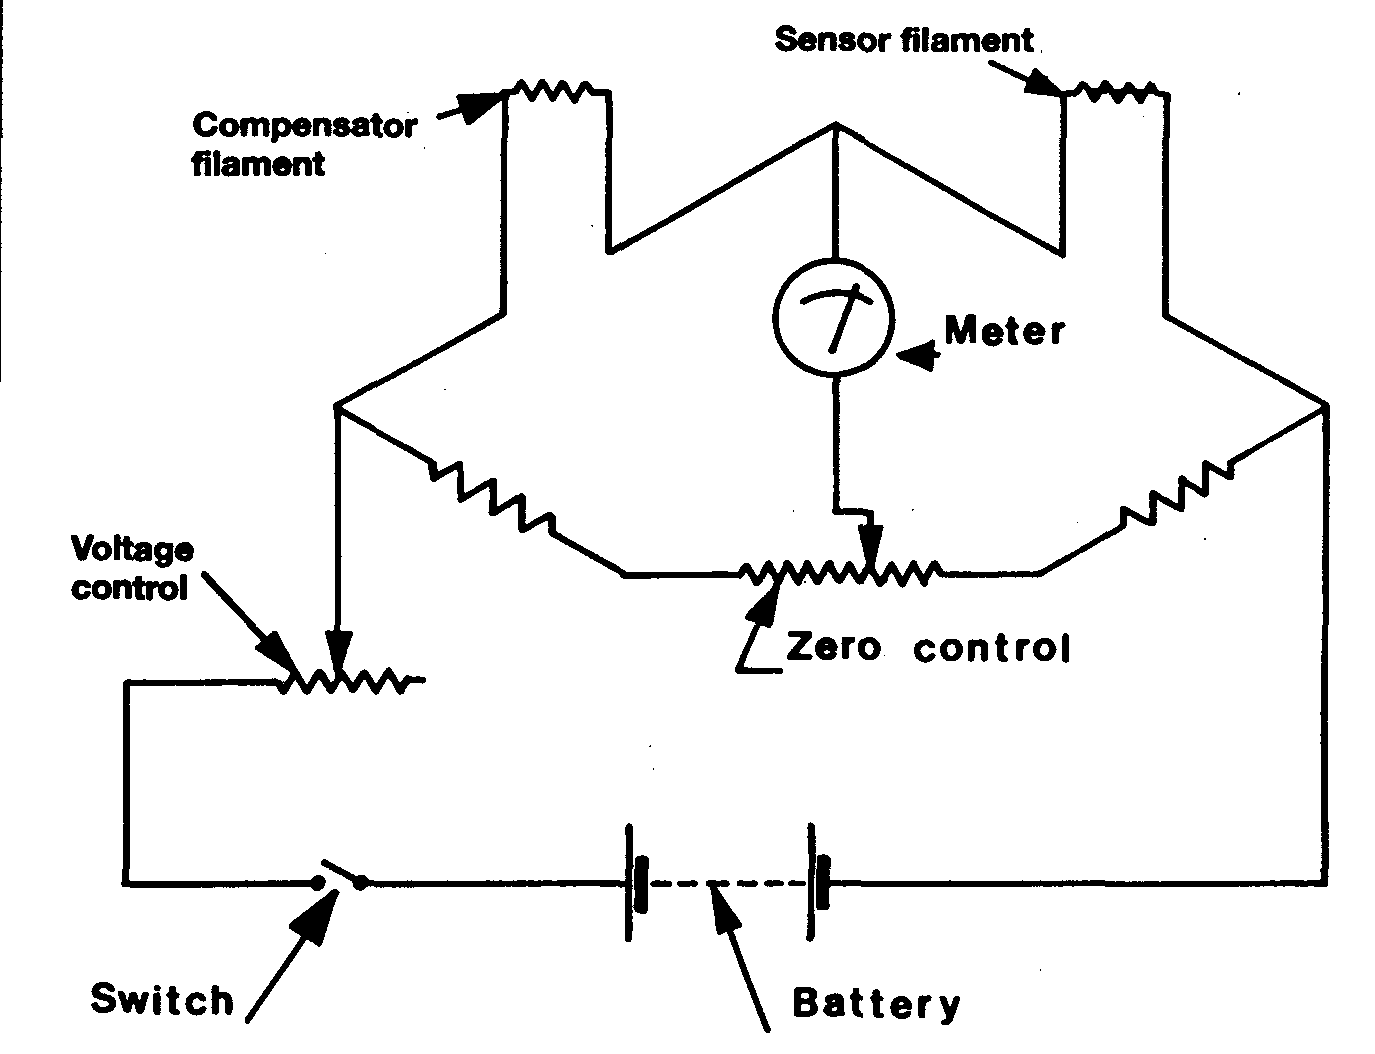 Sensor filament
Compensator
filament
Meter
Voltage
control
Zero control
Switch
Battery